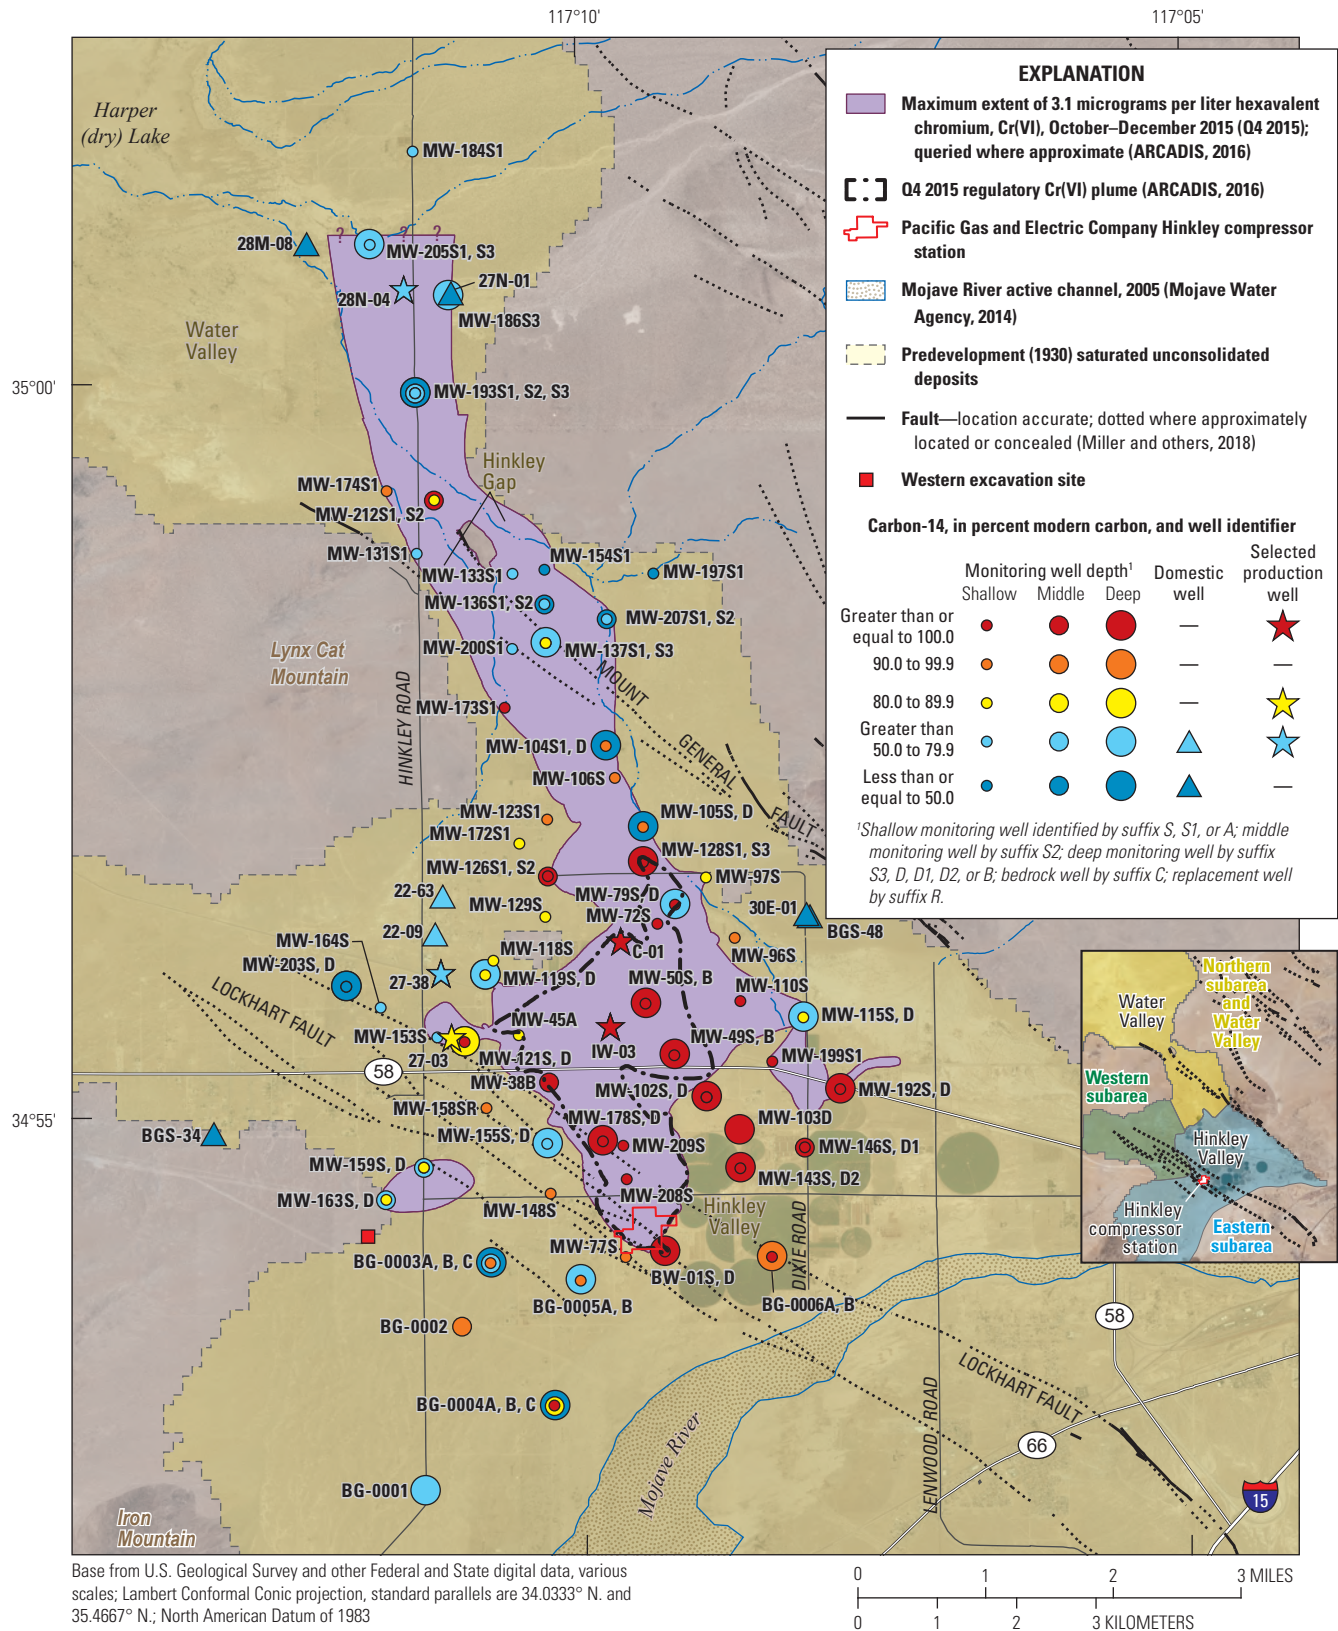 117°10'
117°05'
Harper
(dry) Lake
MW-184S1
28M-08
?
?
?
MW-205S1, S3
28N-04
27N-01
MW-186S3
Water
Valley
35°00'
MW-193S1, S2, S3
Hinkley
Gap
MW-174S1
MW-212S1, S2
MW-131S1
MW-154S1
MW-133S1
MW-197S1
MW-136S1, S2
MW-207S1, S2
MW-200S1
MW-137S1, S3
Lynx Cat
Mountain
MOUNT
GENERAL
FAULT
HINKLEY ROAD
MW-173S1
MW-104S1, D
MW-106S
MW-123S1
MW-105S, D
MW-172S1
MW-128S1, S3
MW-126S1, S2
MW-97S
22-63
MW-79S, D
MW-129S
MW-72S
30E-01
BGS-48
22-09
C-01
MW-96S
MW-164S
MW-118S
MW-203S, D
27-38
MW-119S, D
MW-50S, B
MW-110S
LOCKHART FAULT
MW-45A
MW-115S, D
MW-153S
27-03
IW-03
MW-49S, B
MW-121S, D
MW-199S1
58
MW-38B
MW-102S, D
MW-192S, D
MW-158SR
MW-178S, D
MW-103D
34°55'
BGS-34
MW-155S, D
MW-209S
MW-146S, D1
MW-159S, D
MW-143S, D2
MW-163S, D
MW-208S
MW-148S
Hinkley
Valley
DIXIE ROAD
MW-77S
BG-0003A, B, C
BW-01S, D
BG-0005A, B
BG-0006A, B
BG-0002
58
LOCKHART FAULT
BG-0004A, B, C
LENWOOD ROAD
66
Mojave River
BG-0001
15
Iron
Mountain
EXPLANATION
Maximum extent of 3.1 micrograms per liter hexavalent
chromium, Cr(VI), October–December 2015 (Q4 2015);
queried where approximate (ARCADIS, 2016)
Q4 2015 regulatory Cr(VI) plume (ARCADIS, 2016)
Pacific Gas and Electric Company Hinkley compressor
station
Mojave River active channel, 2005 (Mojave Water
Agency, 2014)
Predevelopment (1930) saturated unconsolidated
deposits
Fault—location accurate; dotted where approximately
located or concealed (Miller and others, 2018)
Western excavation site
Carbon-14, in percent modern carbon, and well identifier
Monitoring well depth1
Shallow Middle Deep
Domestic
well
Selected
production
well
Greater than or
equal to 100.0
—
90.0 to 99.9
— —
80.0 to 89.9
—
Greater than
50.0 to 79.9
Less than or
equal to 50.0
—
1Shallow monitoring well identified by suffix S, S1, or A; middle
monitoring well by suffix S2; deep monitoring well by suffix
S3, D, D1, D2, or B; bedrock well by suffix C; replacement well
by suffix R.
Northern
subarea
and
Water
Valley
Water
Valley
Western
subarea
Hinkley
Valley
Hinkley
compressor
station
Eastern
subarea
Base from U.S. Geological Survey and other Federal and State digital data, various
scales; Lambert Conformal Conic projection, standard parallels are 34.0333° N. and
35.4667° N.; North American Datum of 1983
0 1 2 3 MILES
0 1 2 3 KILOMETERS